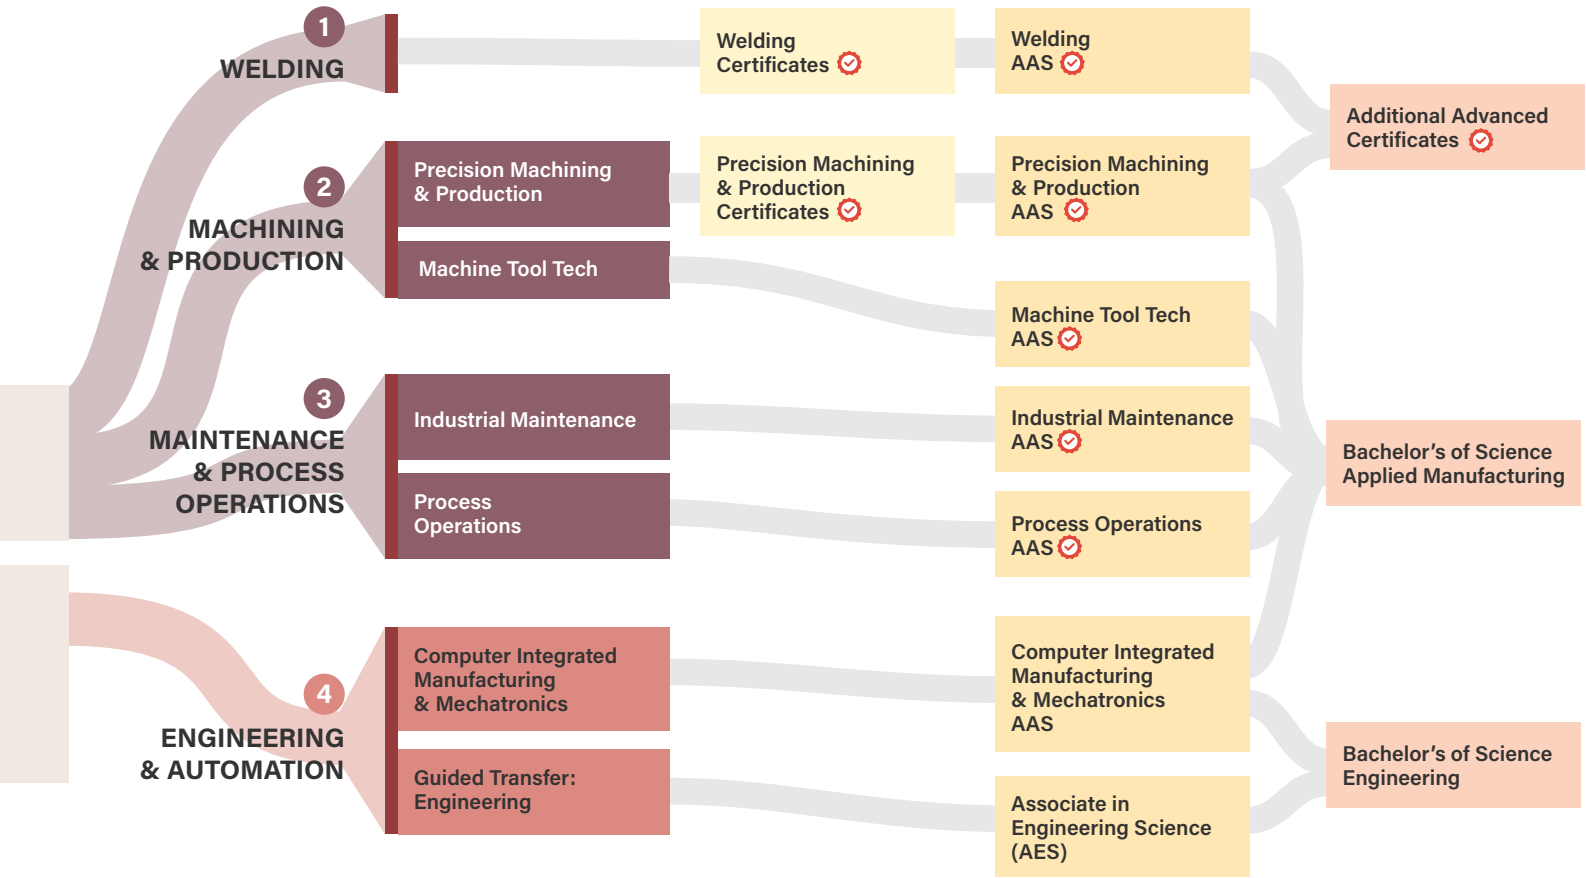 1
WELDING
Welding
Certificates
Welding
AAS
Additional Advanced
Certificates
2
MACHINING
& PRODUCTION
Precision Machining
& Production
Machine Tool Tech
Precision Machining
& Production
Certificates
Precision Machining
& Production
AAS
Machine Tool Tech
AAS
3
MAINTENANCE
& PROCESS
OPERATIONS
Industrial Maintenance
Process
Operations
Industrial Maintenance
AAS
Process Operations
AAS
Bachelor’s of Science
Applied Manufacturing
4
ENGINEERING
& AUTOMATION
Computer Integrated
Manufacturing
& Mechatronics
Guided Transfer:
Engineering
Computer Integrated
Manufacturing
& Mechatronics
AAS
Associate in
Engineering Science
(AES)
Bachelor’s of Science
Engineering